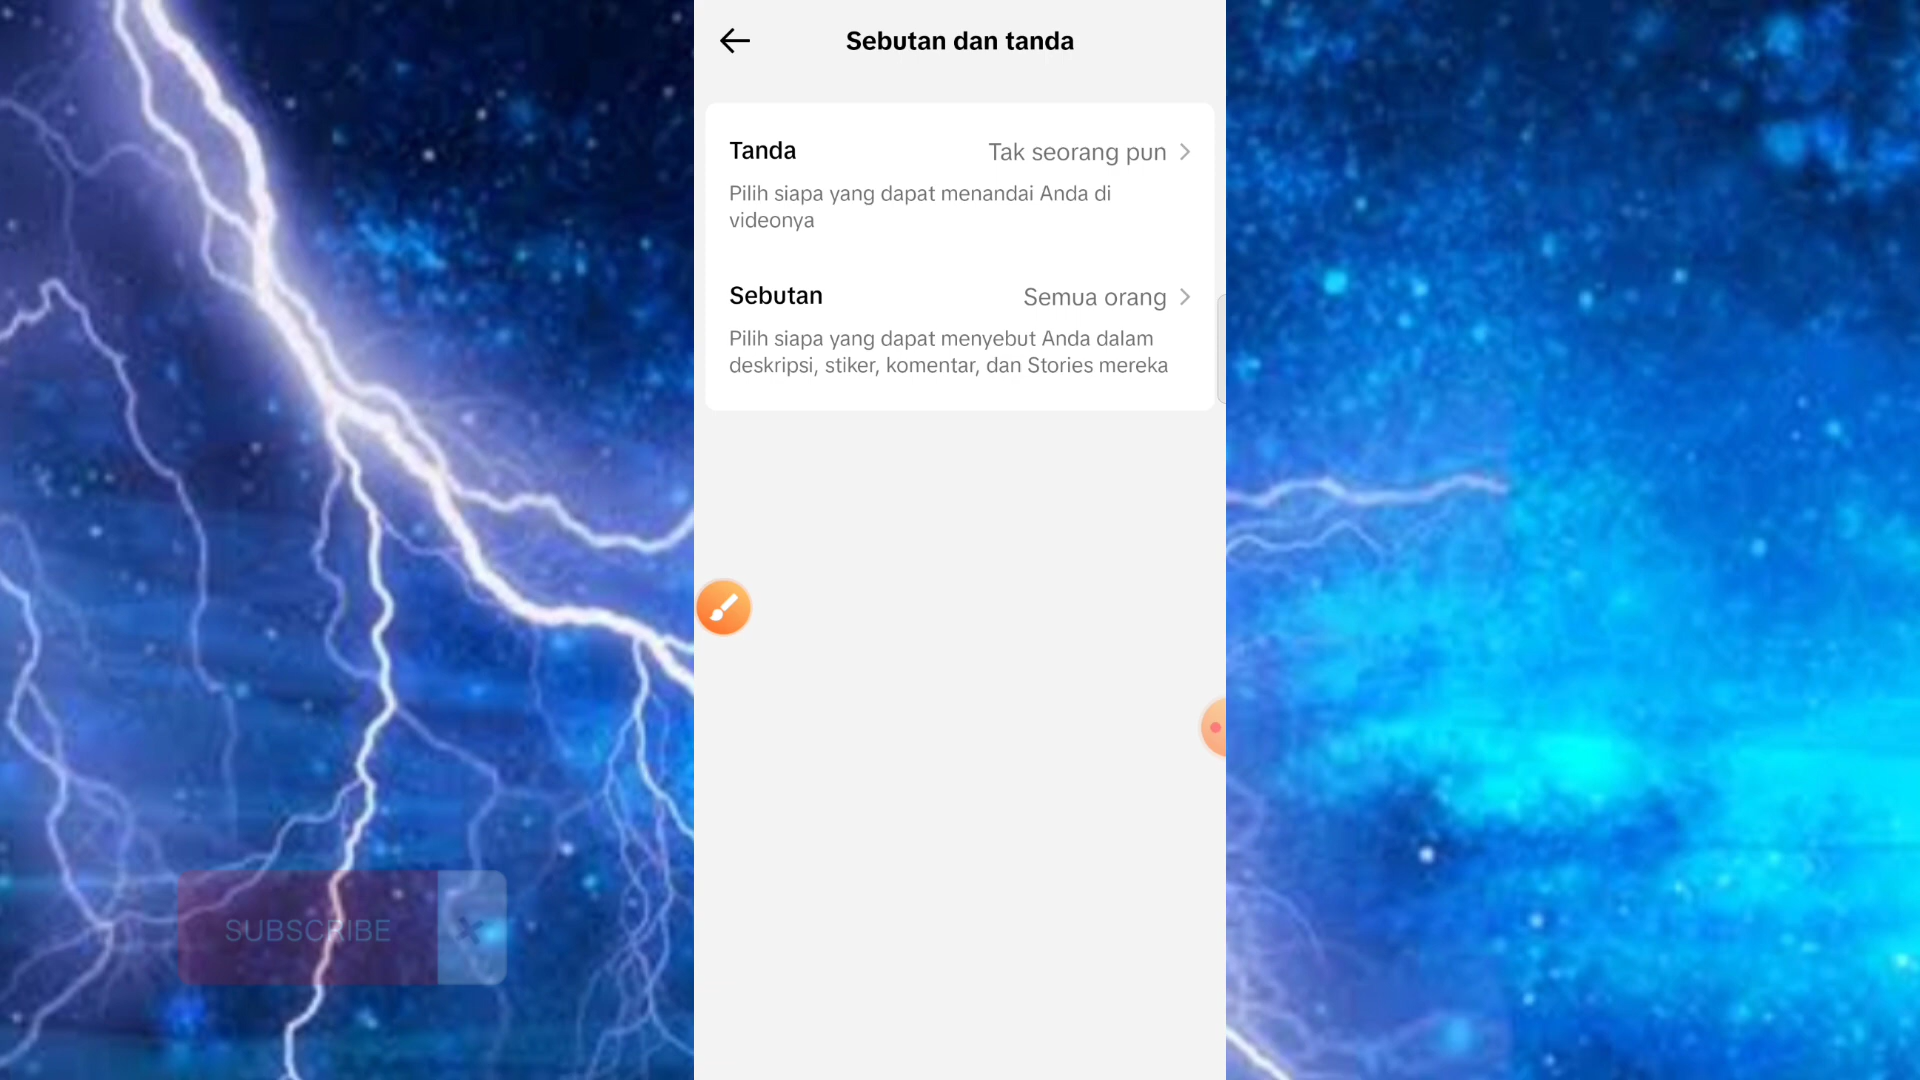 Sebutan dan tanda
Tanda
Tak seorang pun
Pilih siapa yang dapat menandai Anda di
videonya
Sebutan
Semua orang
Pilih siapa yang dapat menyebut Anda dalam
deskripsi, stiker, komentar, dan Stories mereka
SUBSCRIBE